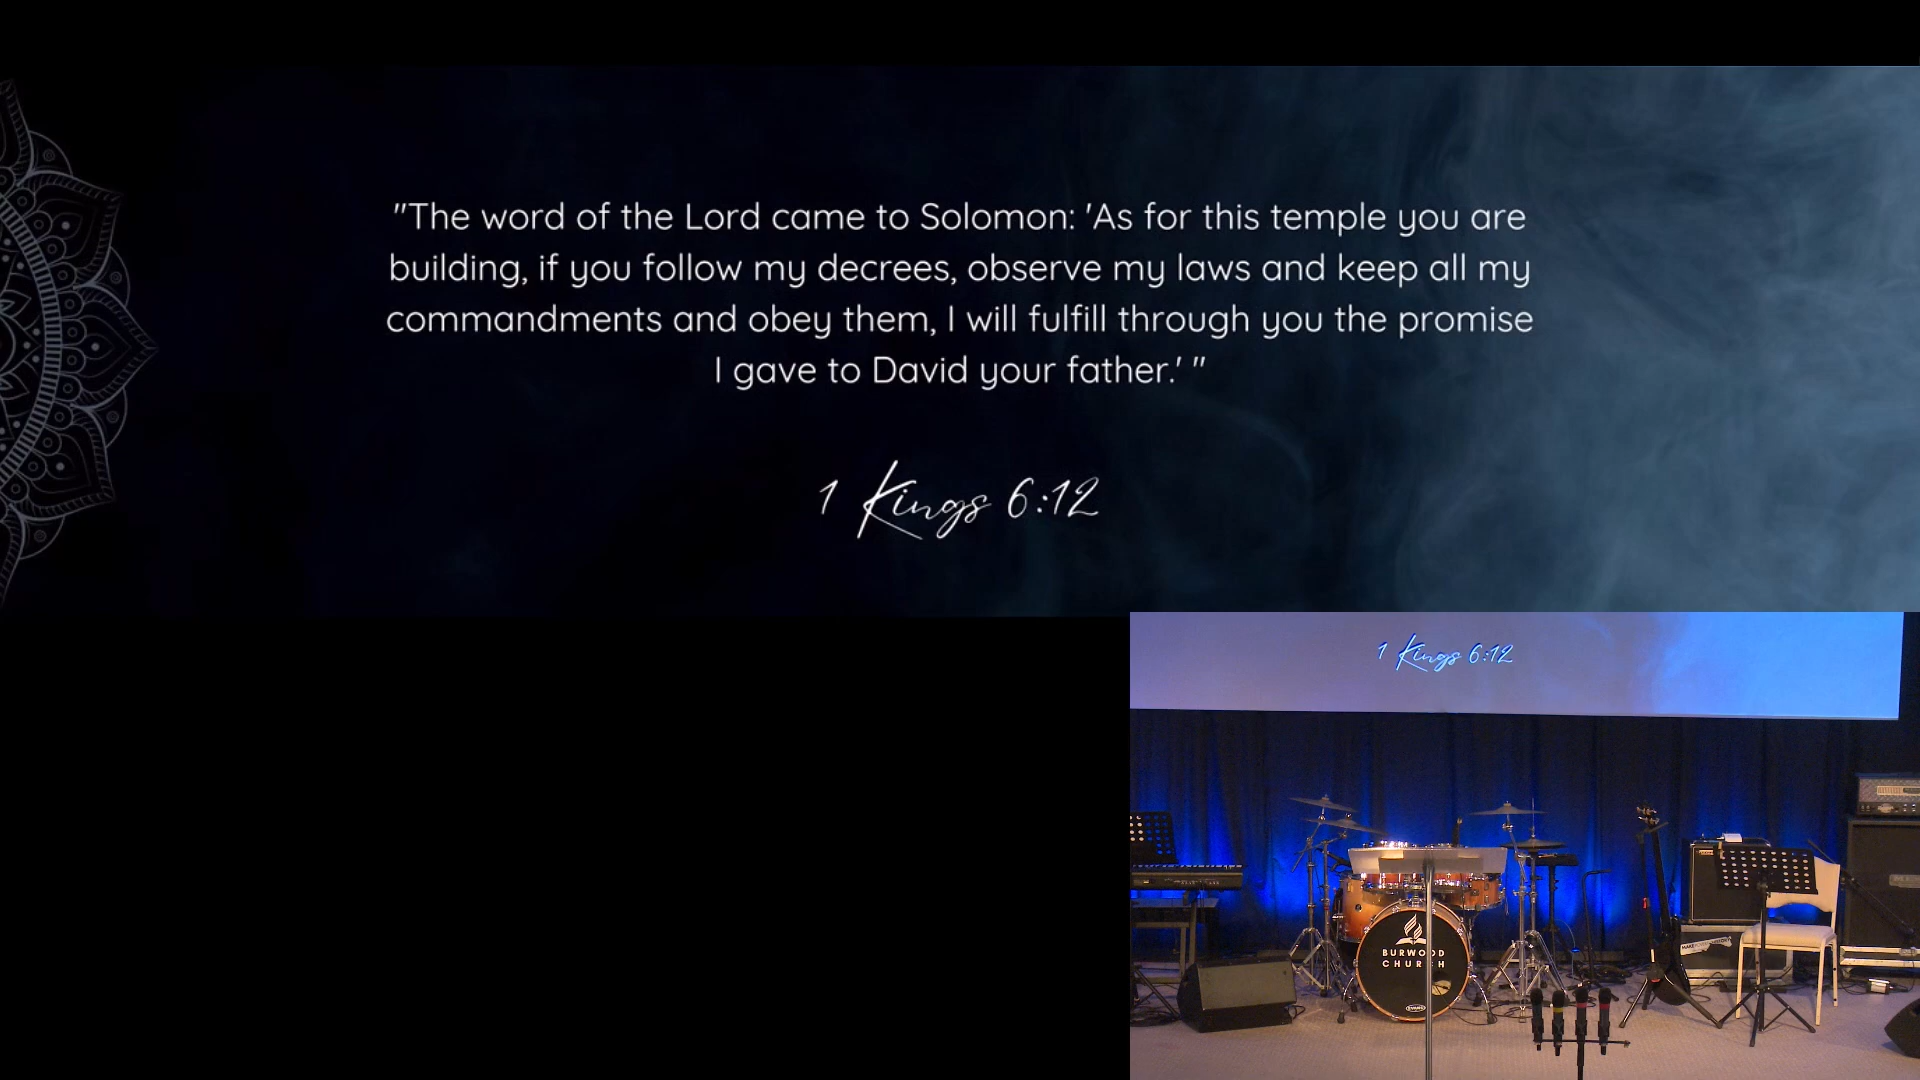 "The word of the Lord came to Solomon: 'As for this temple you are
building, if you follow my decrees, observe my laws and keep all my
commandments and obey them, I will fulfill through you the promise
I gave to David your father.' "
1 Kings 6:12
1 Kings 6:12
BURWOOD
CHURCH
EVANS